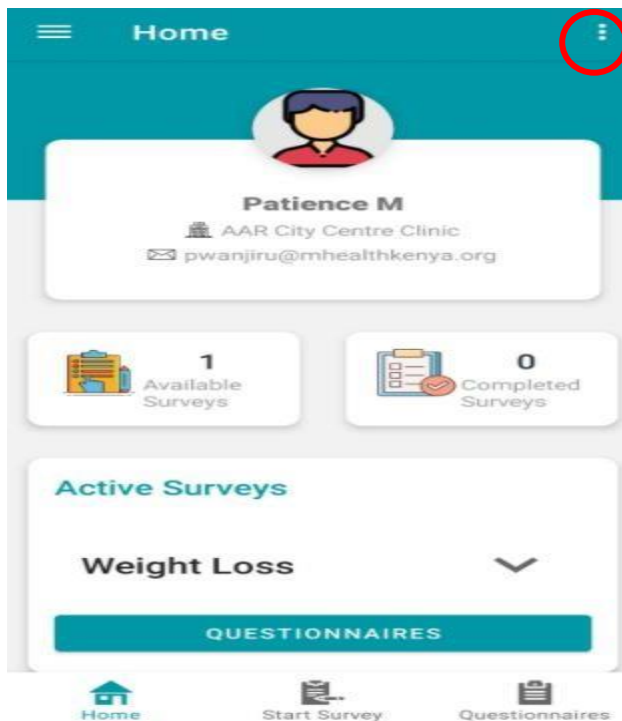 Home
Patience M
AAR City Centre Clinic
pwanjiru@mhealthkenya.org
1
Available
Surveys
0
Completed
Surveys
Active Surveys
Weight Loss
QUESTIONNAIRES
Home
Start Survey
Questionnaires